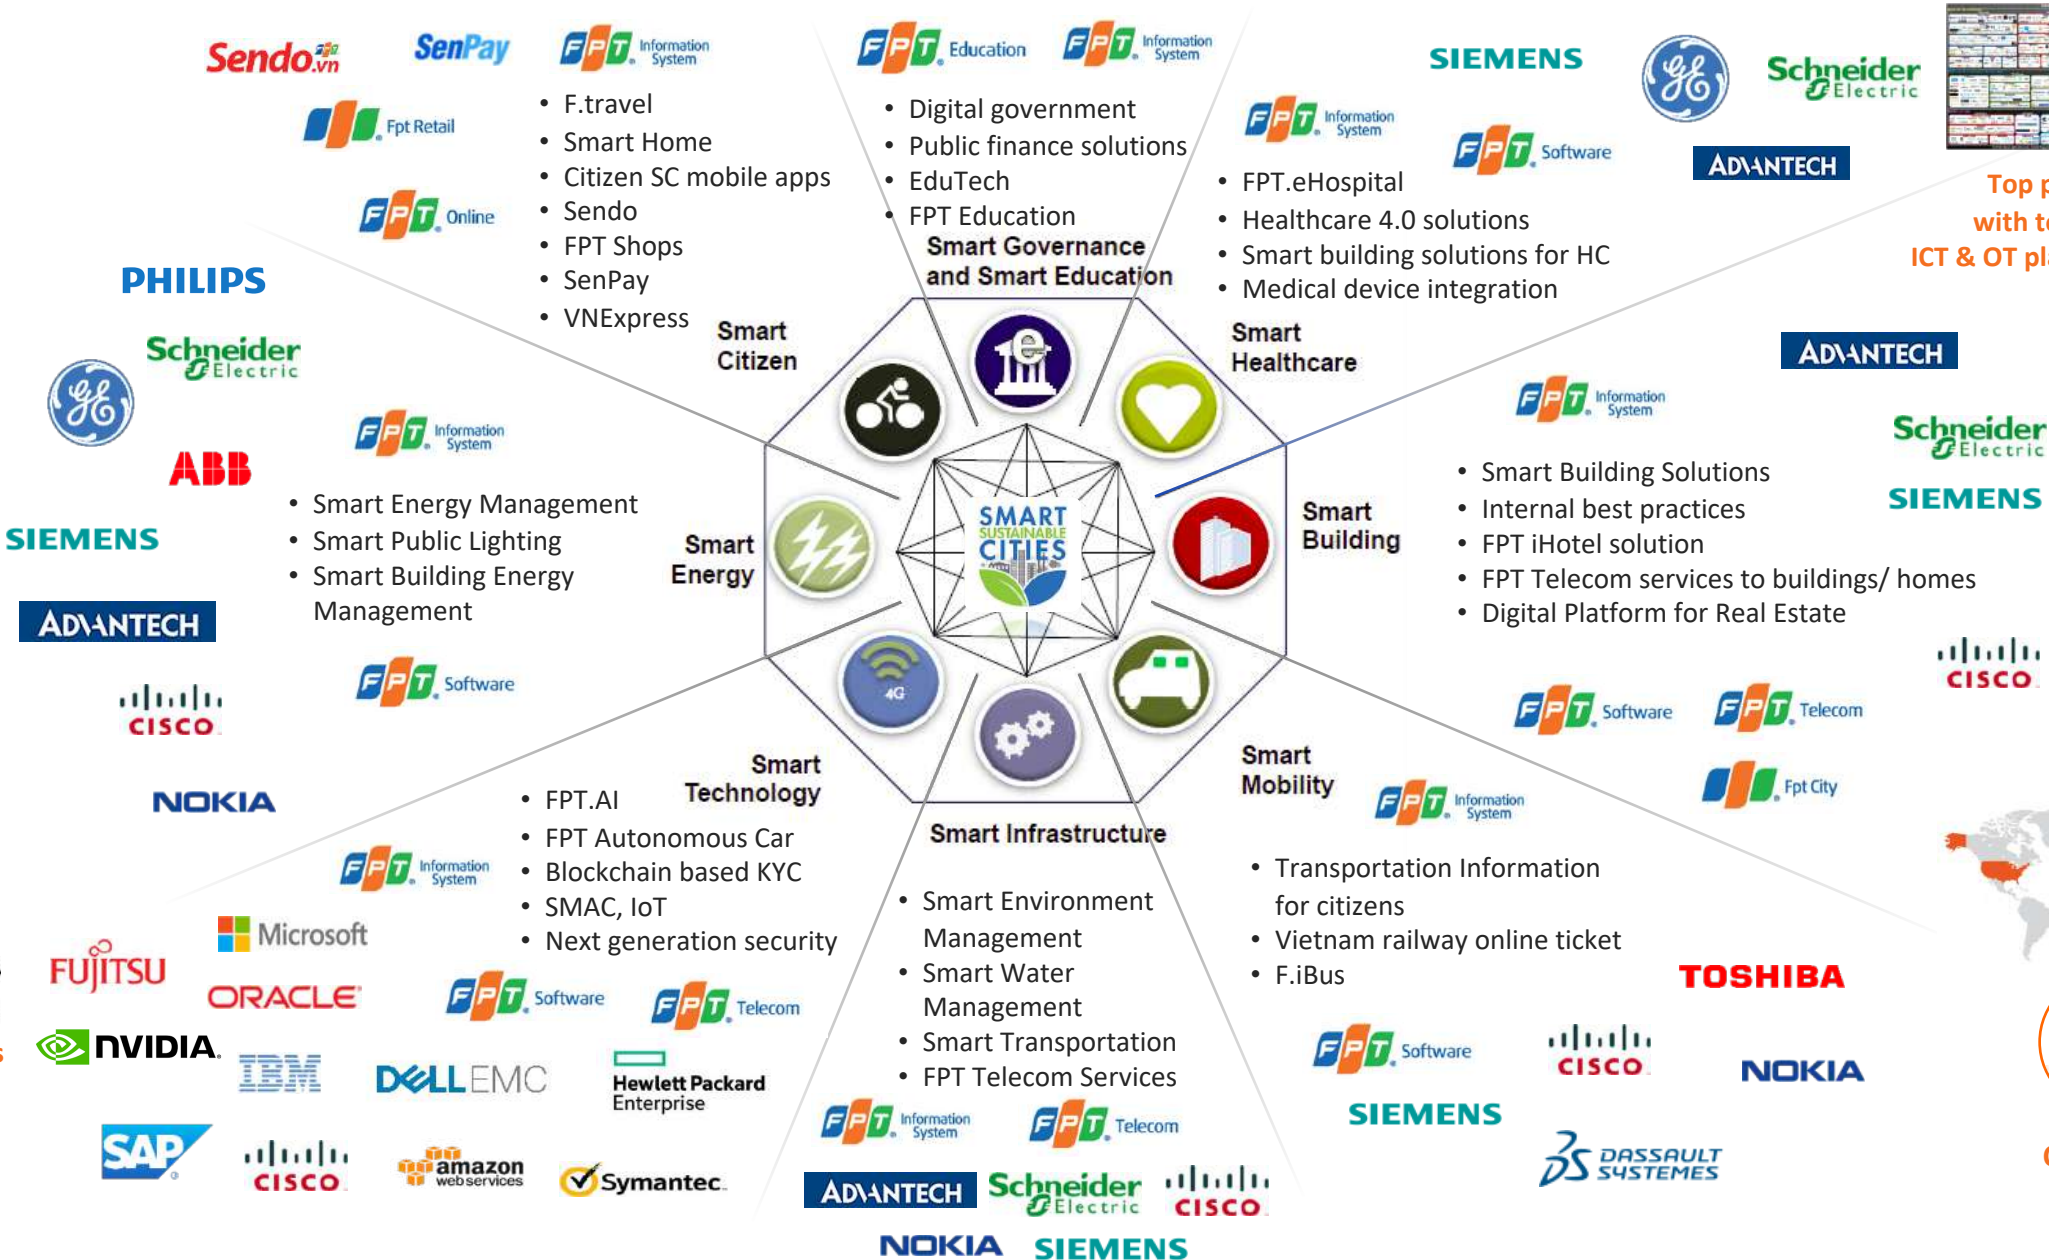 Sendo.vn
SenPay
FPT. Information System
Fpt Retail
FPT. Online
• F.travel
• Smart Home
• Citizen SC mobile apps
• Sendo
• FPT Shops
• SenPay
• VNExpress
Smart
Citizen
FPT. Education
FPT. Information System
• Digital government
• Public finance solutions
• EduTech
• FPT Education
Smart Governance
and Smart Education
SIEMENS
GE
Schneider
Electric
FPT. Information System
FPT. Software
ADVANTECH
• FPT.eHospital
• Healthcare 4.0 solutions
• Smart building solutions for HC
• Medical device integration
Smart
Healthcare
Top p
with te
ICT & OT pla
PHILIPS
Schneider
Electric
GE
FPT. Information System
ABB
SIEMENS
ADVANTECH
CISCO
FPT. Software
NOKIA
• Smart Energy Management
• Smart Public Lighting
• Smart Building Energy
Management
Smart
Energy
SMART
SUSTAINABLE
CITIES
ADVANTECH
FPT. Information System
Schneider
Electric
SIEMENS
• Smart Building Solutions
• Internal best practices
• FPT iHotel solution
• FPT Telecom services to buildings/ homes
• Digital Platform for Real Estate
Smart
Building
CISCO
FPT. Software
FPT. Telecom
Fpt City
4G
Smart
Technology
• FPT.AI
• FPT Autonomous Car
• Blockchain based KYC
• SMAC, IoT
• Next generation security
FPT. Information System
Microsoft
FUJITSU
ORACLE
FPT. Software
FPT. Telecom
s
NVIDIA.
IBM
DELL EMC
Hewlett Packard
Enterprise
SAP
CISCO
amazon
webservices
Symantec.
Smart Infrastructure
• Smart Environment
Management
• Smart Water
Management
• Smart Transportation
• FPT Telecom Services
FPT. Information System
FPT. Telecom
ADVANTECH
Schneider
Electric
CISCO
NOKIA
SIEMENS
Smart
Mobility
FPT. Information System
• Transportation Information
for citizens
• Vietnam railway online ticket
• F.iBus
TOSHIBA
FPT. Software
CISCO
NOKIA
SIEMENS
DASSAULT
SYSTEMES